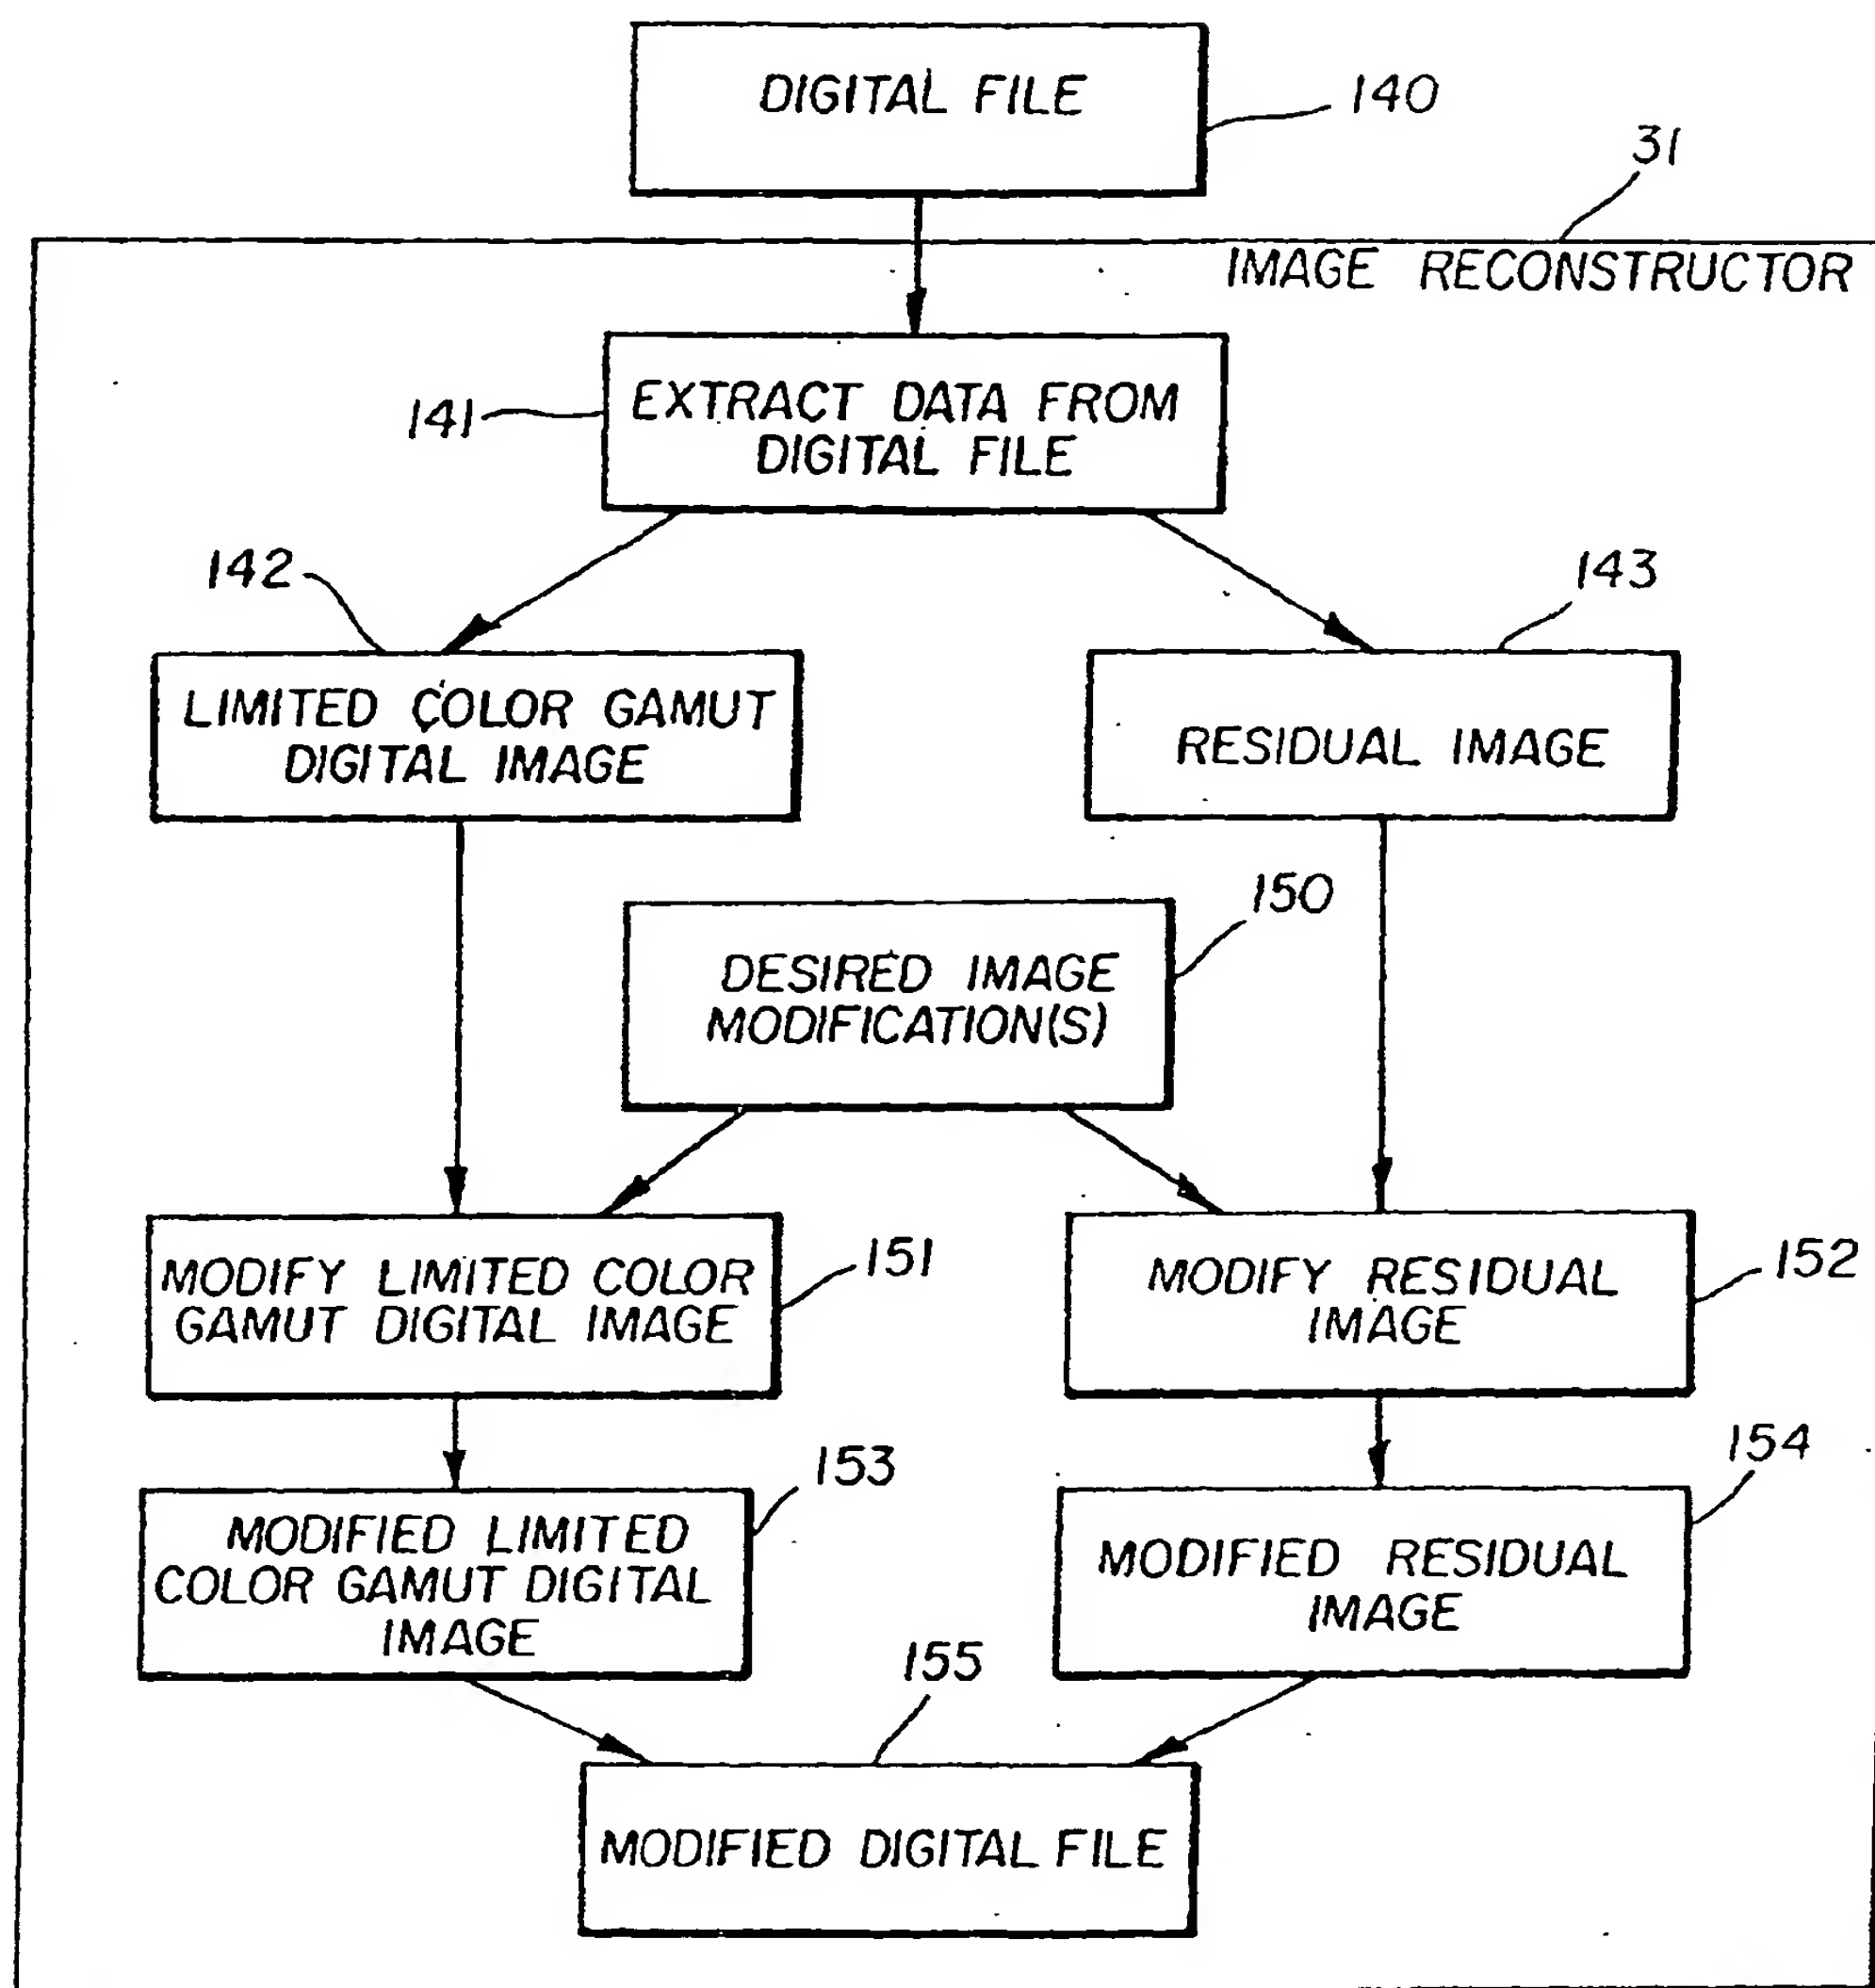 DIGITAL FILE
140
31
IMAGE RECONSTRUCTOR
141
EXTRACT DATA FROM
DIGITAL FILE
142
143
LIMITED COLOR GAMUT
DIGITAL IMAGE
RESIDUAL IMAGE
150
DESIRED IMAGE
MODIFICATION(S)
MODIFY LIMITED COLOR
GAMUT DIGITAL IMAGE
151
MODIFY RESIDUAL
IMAGE
152
153
154
MODIFIED LIMITED
COLOR GAMUT DIGITAL
IMAGE
MODIFIED RESIDUAL
IMAGE
155
MODIFIED DIGITAL FILE